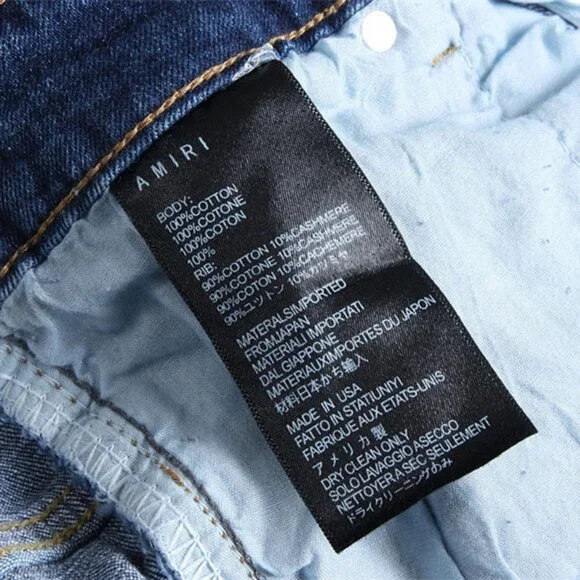 AMIRI
BODY:
100%COTTON
100%COTONE
100%COTON
100%
RIB:
90%COTTON 10%CASHMERE
90%COTONE 10%CASHMERE
90%COTON 10%CACHEMERE
90%コットン 10%カシミヤ
MATERALSIMPORTED
FROMJAPAN
MATERIALI IMPORTATI
DAL GIAPPONE
MATERIAUXIMPORTES DU JAPON
材料日本から輸入
MADE IN USA
FATTO IN STATIUNYI
FABRIQUE AUX ETATS-UNIS
アメリカ製
DRY CLEAN ONLY
SOLO LAVAGGIO ASECCO
NETTOYERA SEC SEULEMENT
ドライクリーニングのみ